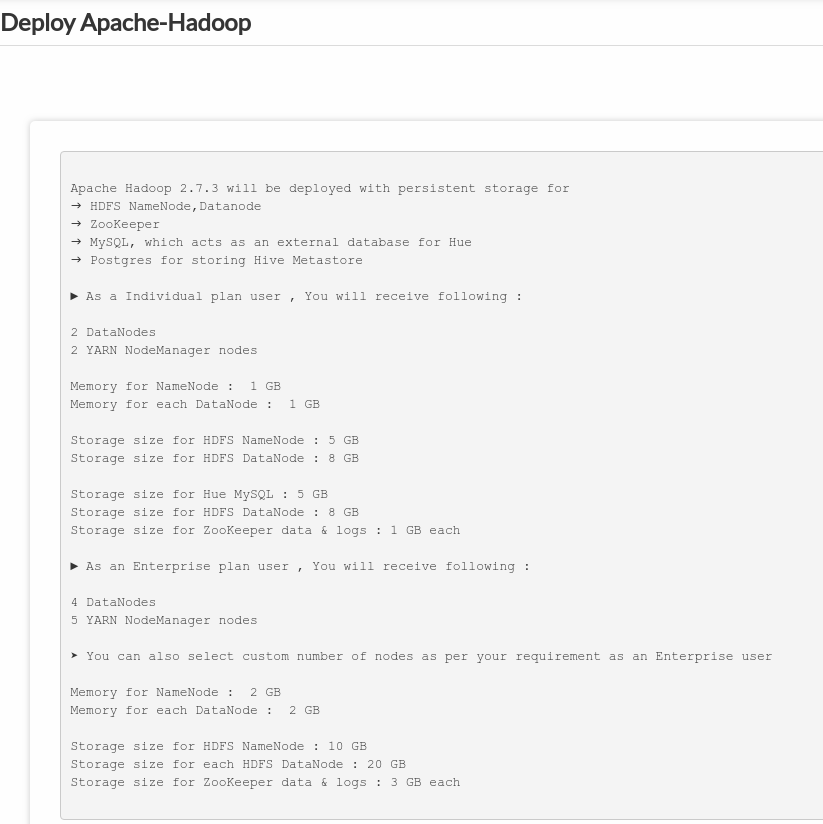 Deploy Apache-Hadoop
Apache Hadoop 2.7.3 will be deployed with persistent storage for
→ HDFS NameNode,Datanode
→ ZooKeeper
→ MySQL, which acts as an external database for Hue
→ Postgres for storing Hive Metastore
► As a Individual plan user , You will receive following :
2 DataNodes
2 YARN NodeManager nodes
Memory for NameNode :  1 GB
Memory for each DataNode :  1 GB
Storage size for HDFS NameNode : 5 GB
Storage size for HDFS DataNode : 8 GB
Storage size for Hue MySQL : 5 GB
Storage size for HDFS DataNode : 8 GB
Storage size for ZooKeeper data & logs : 1 GB each
► As an Enterprise plan user , You will receive following :
4 DataNodes
5 YARN NodeManager nodes
➤ You can also select custom number of nodes as per your requirement as an Enterprise user
Memory for NameNode :  2 GB
Memory for each DataNode :  2 GB
Storage size for HDFS NameNode : 10 GB
Storage size for each HDFS DataNode : 20 GB
Storage size for ZooKeeper data & logs : 3 GB each